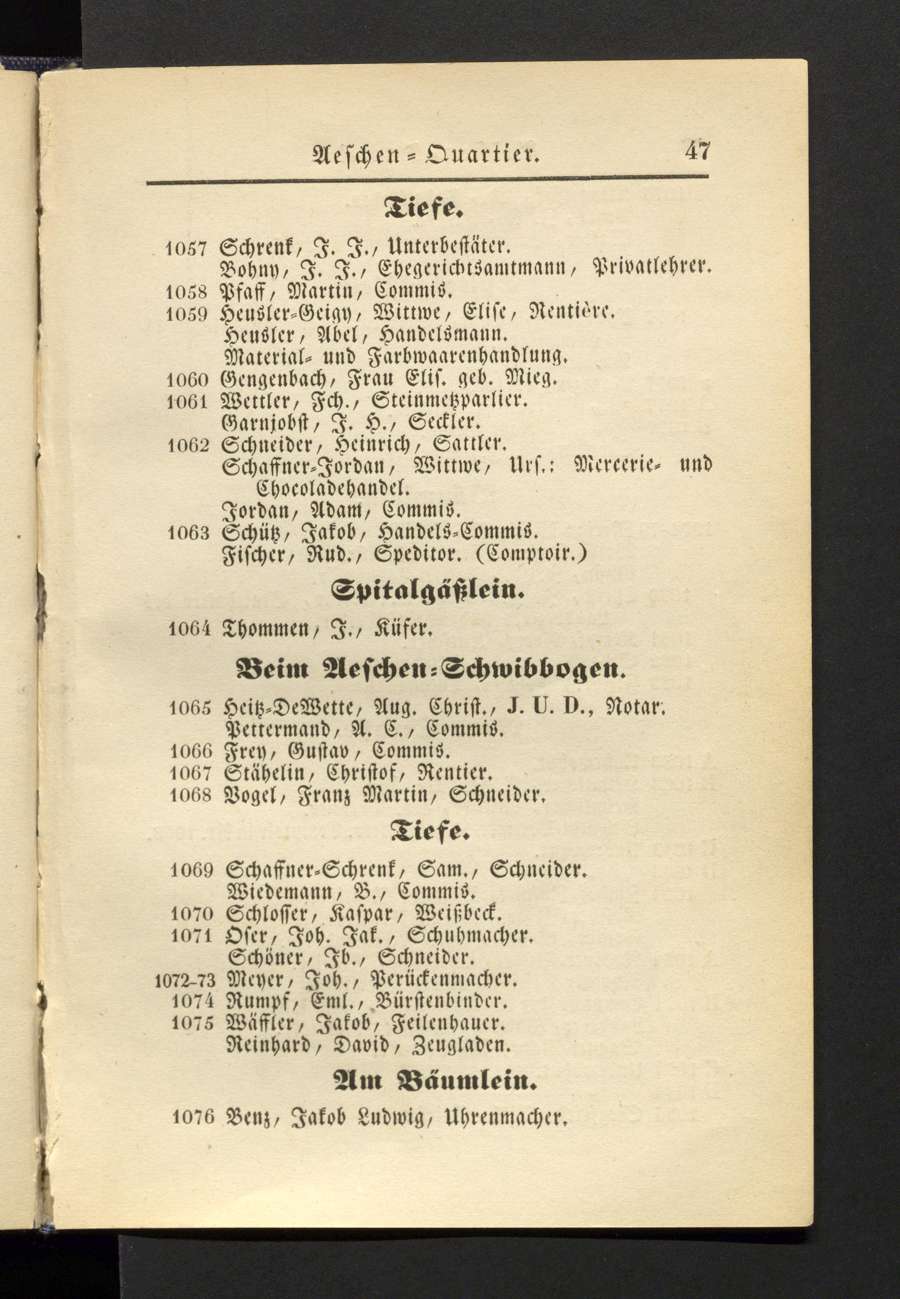 Aeschen-Quartier. 47
Tiefe.
1057 Schrenk, J. J., Unterbestäter.
Bohny, J. J., Ehegerichtsamtmann, Privatlehrer.
1058 Pfaff, Martin, Commis.
1059 Heusler-Geigy, Wittwe, Elise, Rentière.
Heusler, Abel, Handelsmann.
Material- und Farbwaarenhandlung.
1060 Gengenbach, Frau Elis. geb. Mieg.
1061 Wettler, Fch., Steinmetzparlier.
Garnjobst, J. H., Seckler.
1062 Schneider, Heinrich, Sattler.
Schaffner-Jordan, Wittwe, Urs.: Mercerie- und
Chocoladehandel.
Jordan, Adam, Commis.
1063 Schütz, Jakob, Handels-Commis.
Fischer, Rud., Speditor. (Comptoir.)
Spitalgäßlein.
1064 Thommen, J., Küfer.
Beim Aeschen-Schwibbogen.
1065 Heitz-DeWette, Aug. Christ., J. U. D., Notar.
Pettermand, A. C., Commis.
1066 Frey, Gustav, Commis.
1067 Stähelin, Christof, Rentier.
1068 Vogel, Franz Martin, Schneider.
Tiefe.
1069 Schaffner-Schrenk, Sam., Schneider.
Wiedemann, B., Commis.
1070 Schlosser, Kaspar, Weißbeck.
1071 Oser, Joh. Jak., Schuhmacher.
Schöner, Jb., Schneider.
1072-73 Meyer, Joh., Perückenmacher.
1074 Rumpf, Eml., Bürstenbinder.
1075 Wäffler, Jakob, Feilenhauer.
Reinhard, David, Zeugladen.
Am Bäumlein.
1076 Benz, Jakob Ludwig, Uhrenmacher.